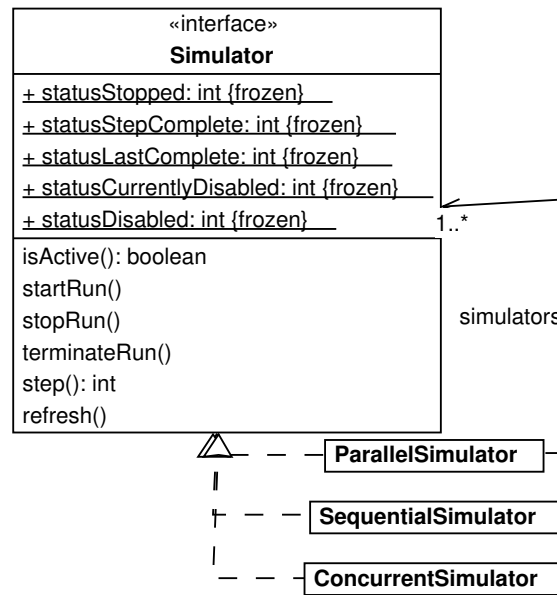 «interface»
Simulator
+ statusStopped: int {frozen}
+ statusStepComplete: int {frozen}
+ statusLastComplete: int {frozen}
+ statusCurrentlyDisabled: int {frozen}
+ statusDisabled: int {frozen}
1..*
isActive(): boolean
startRun()
stopRun()
simulators
terminateRun()
step(): int
refresh()
ParallelSimulator
SequentialSimulator
ConcurrentSimulator